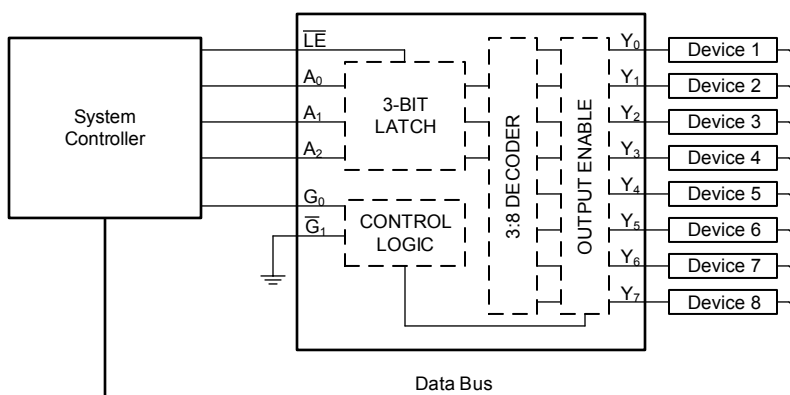 System
Controller
L̅E̅
A₀
A₁
A₂
G₀
G̅₁
3-BIT
LATCH
CONTROL
LOGIC
3:8 DECODER
OUTPUT ENABLE
Y₀
Y₁
Y₂
Y₃
Y₄
Y₅
Y₆
Y₇
Device 1
Device 2
Device 3
Device 4
Device 5
Device 6
Device 7
Device 8
Data Bus